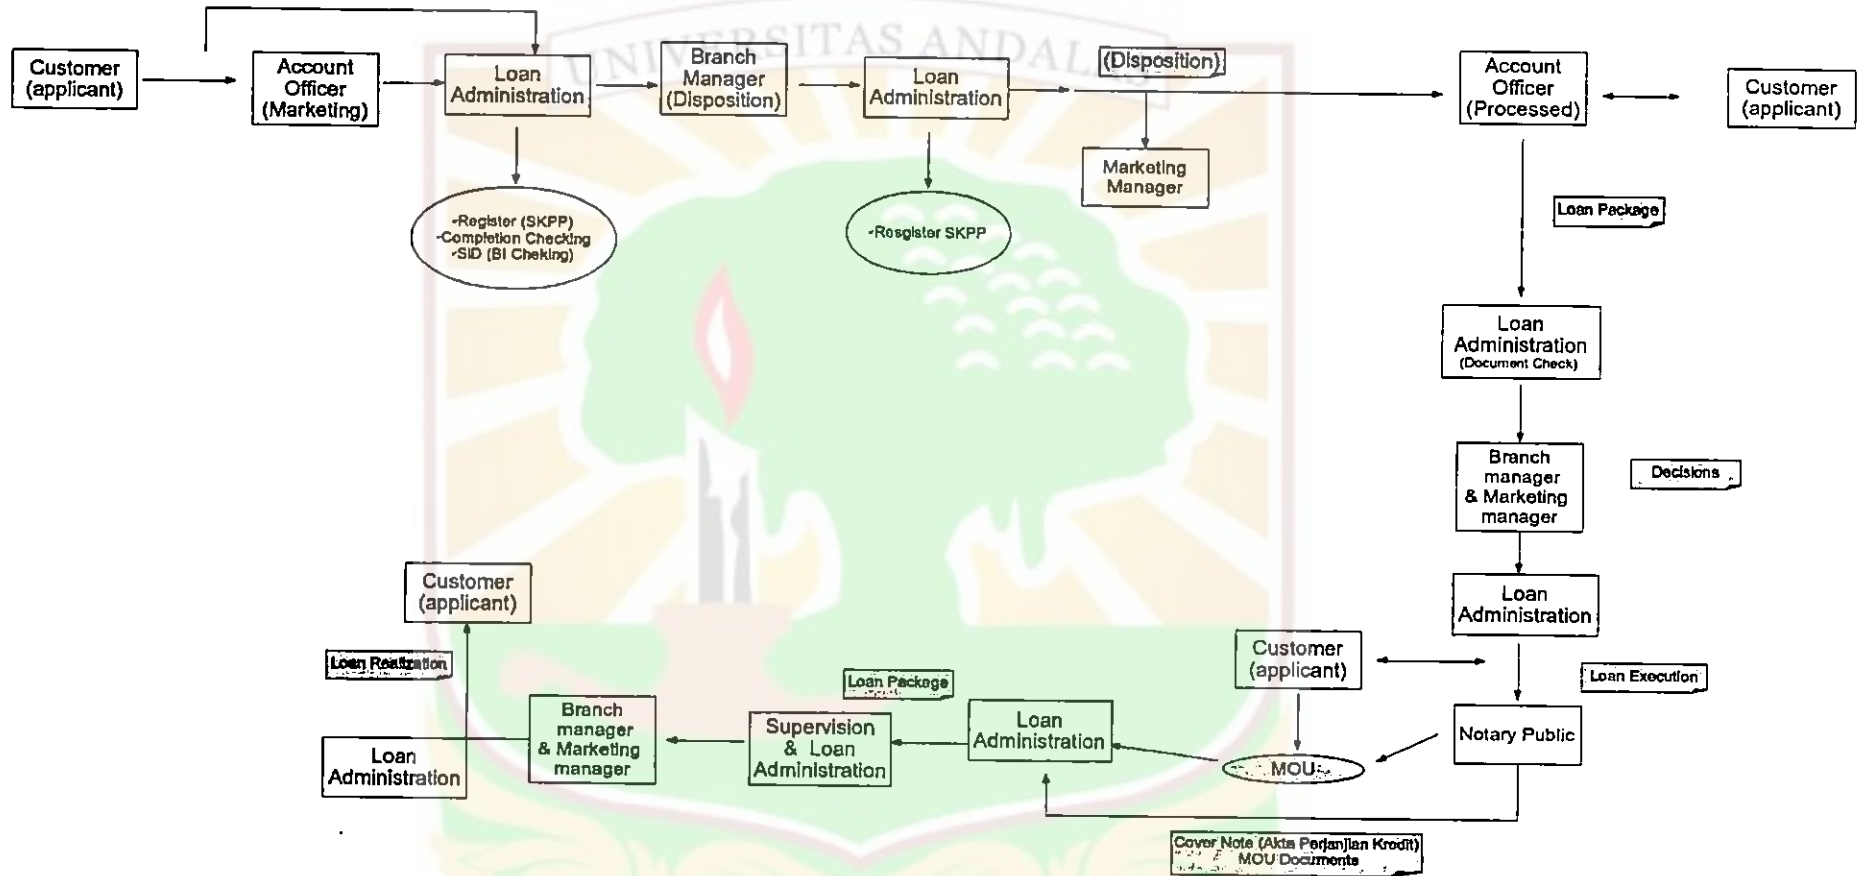 UNIVERSITAS ANDALAS
Customer
(applicant)
Account
Officer
(Marketing)
Loan
Administration
Branch
Manager
(Disposition)
Loan
Administration
(Disposition)
Account
Officer
(Processed)
Customer
(applicant)
Marketing
Manager
-Register (SKPP)
-Completion Checking
-SID (BI Cheking)
-Resgister SKPP
Loan Package
Loan
Administration
(Document Check)
Branch
manager
& Marketing
manager
Decisions
Loan
Administration
Customer
(applicant)
Loan Execution
Notary Public
MOU
Cover Note (Akta Perjanjian Kredit)
MOU Documents
Loan
Administration
Loan Package
Supervision
& Loan
Administration
Branch
manager
& Marketing
manager
Loan
Administration
Loan Realization
Customer
(applicant)